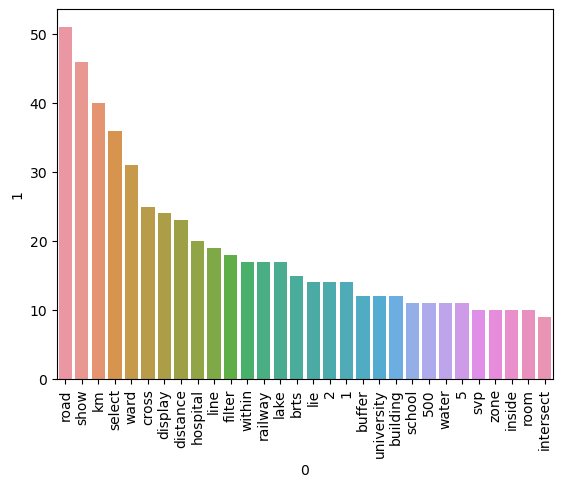 50
40
30
20
10
0
1
road
show
km
select
ward
cross
display
distance
hospital
line
filter
within
railway
lake
brts
lie
2
1
buffer
university
building
school
500
water
5
svp
zone
inside
room
intersect
0